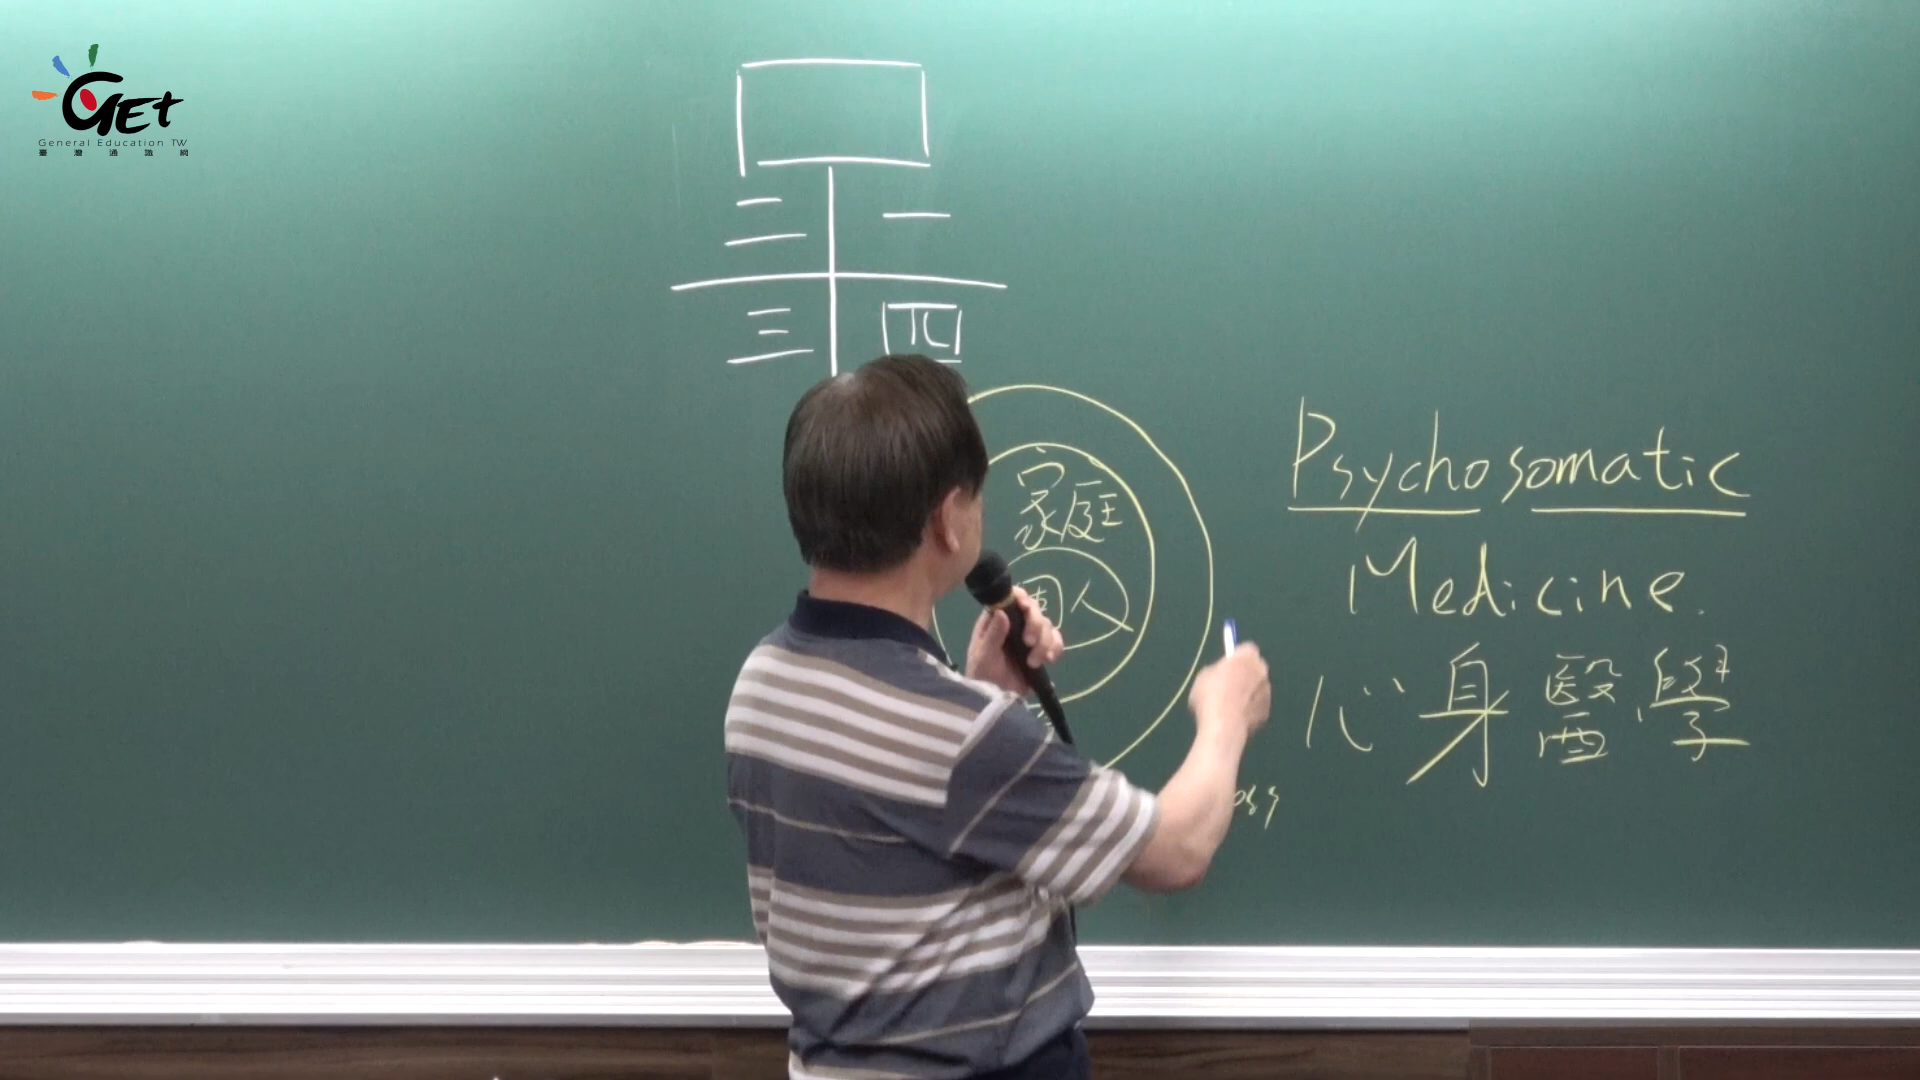 GET
General Education TW
臺灣通識網
二 一
三 四
家庭
個人
Psychosomatic
Medicine.
心身醫學